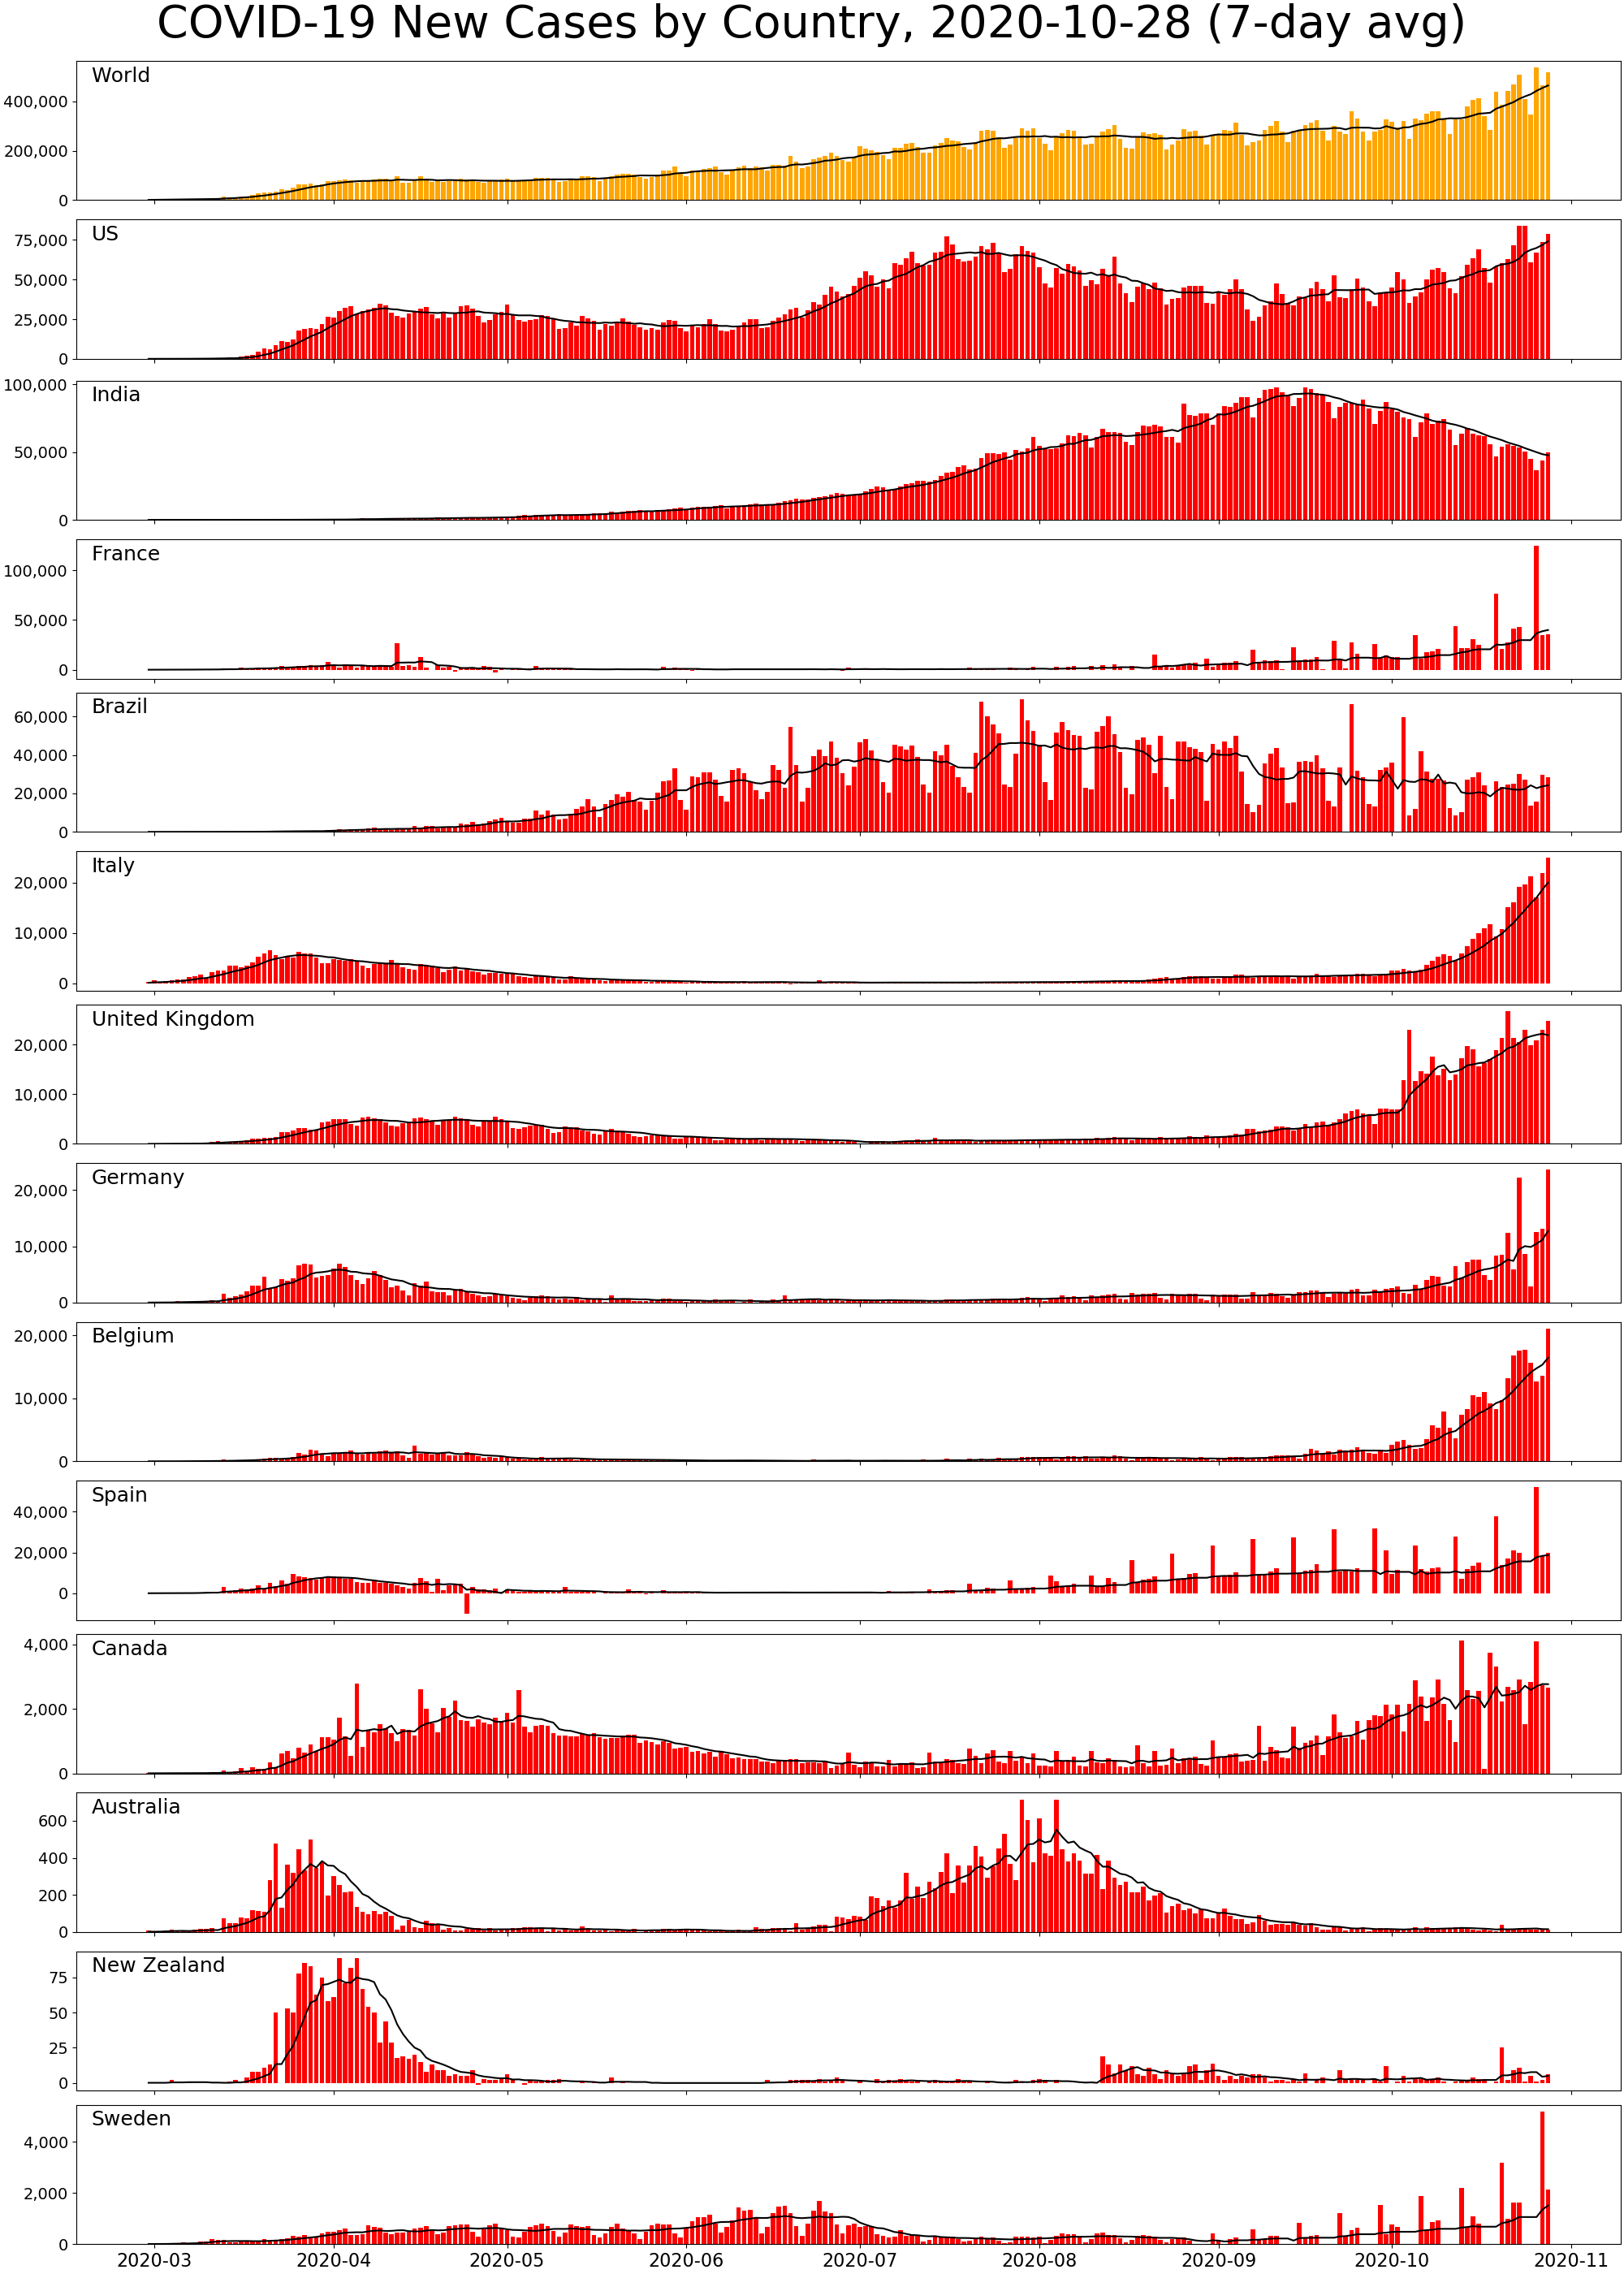 COVID-19 New Cases by Country, 2020-10-28 (7-day avg)
World
400,000
200,000
0
US
75,000
50,000
25,000
0
India
100,000
50,000
0
France
100,000
50,000
0
Brazil
60,000
40,000
20,000
0
Italy
20,000
10,000
0
United Kingdom
20,000
10,000
0
Germany
20,000
10,000
0
Belgium
20,000
10,000
0
Spain
40,000
20,000
0
Canada
4,000
2,000
0
Australia
600
400
200
0
New Zealand
75
50
25
0
Sweden
4,000
2,000
0
2020-03 2020-04 2020-05 2020-06 2020-07 2020-08 2020-09 2020-10 2020-11